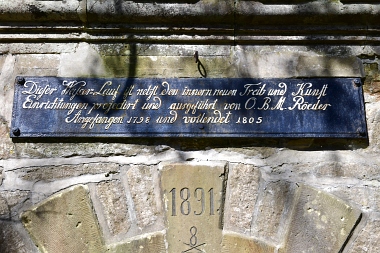 Dieser Waſser Lauf iſt nebſt den innern neuen Treib und Kunſt
Einrichtungen projectirt und ausgeführt von O.B.M. Roeder
Angefangen 1798 und vollendet 1805
1891
8